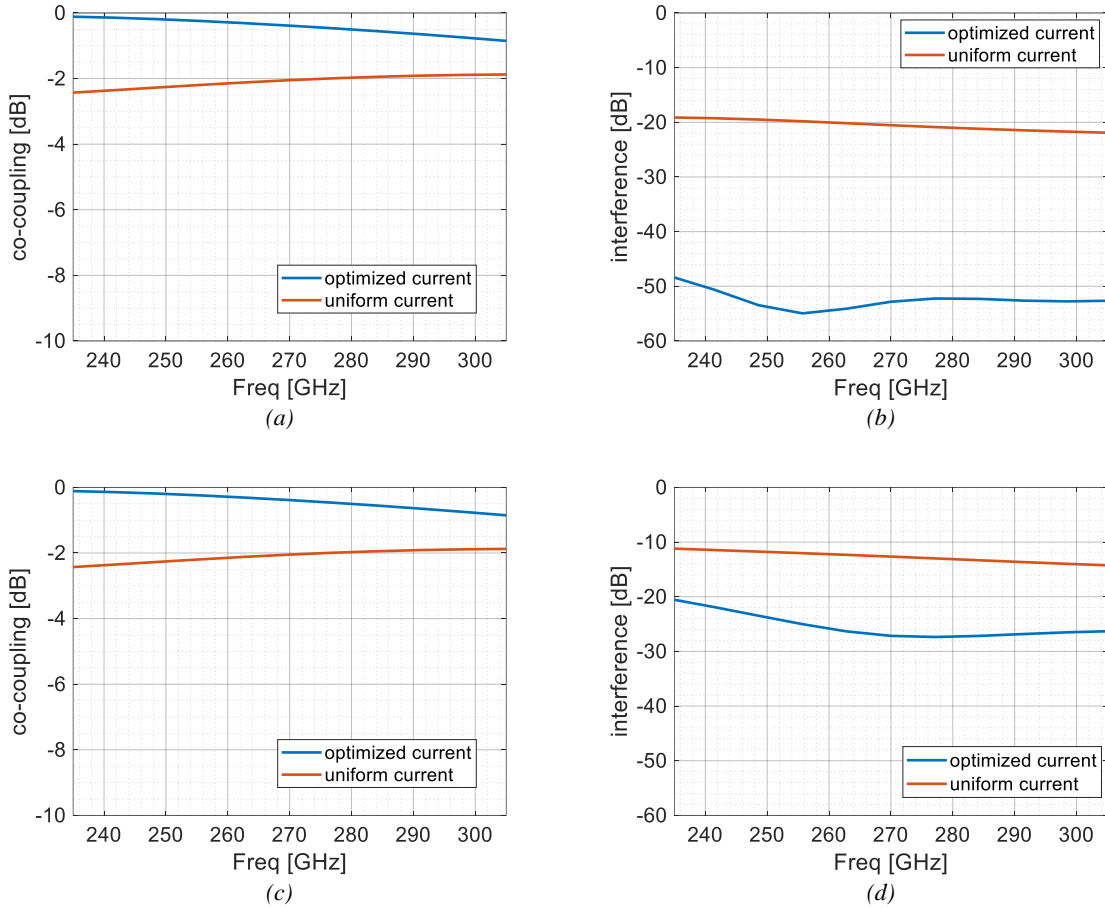 0
-2
-4
-6
-8
-10
co-coupling [dB]
optimized current
uniform current
240 250 260 270 280 290 300
Freq [GHz]
(a)
0
-10
-20
-30
-40
-50
-60
interference [dB]
optimized current
uniform current
240 250 260 270 280 290 300
Freq [GHz]
(b)
0
-2
-4
-6
-8
-10
co-coupling [dB]
optimized current
uniform current
240 250 260 270 280 290 300
Freq [GHz]
(c)
0
-10
-20
-30
-40
-50
-60
interference [dB]
optimized current
uniform current
240 250 260 270 280 290 300
Freq [GHz]
(d)